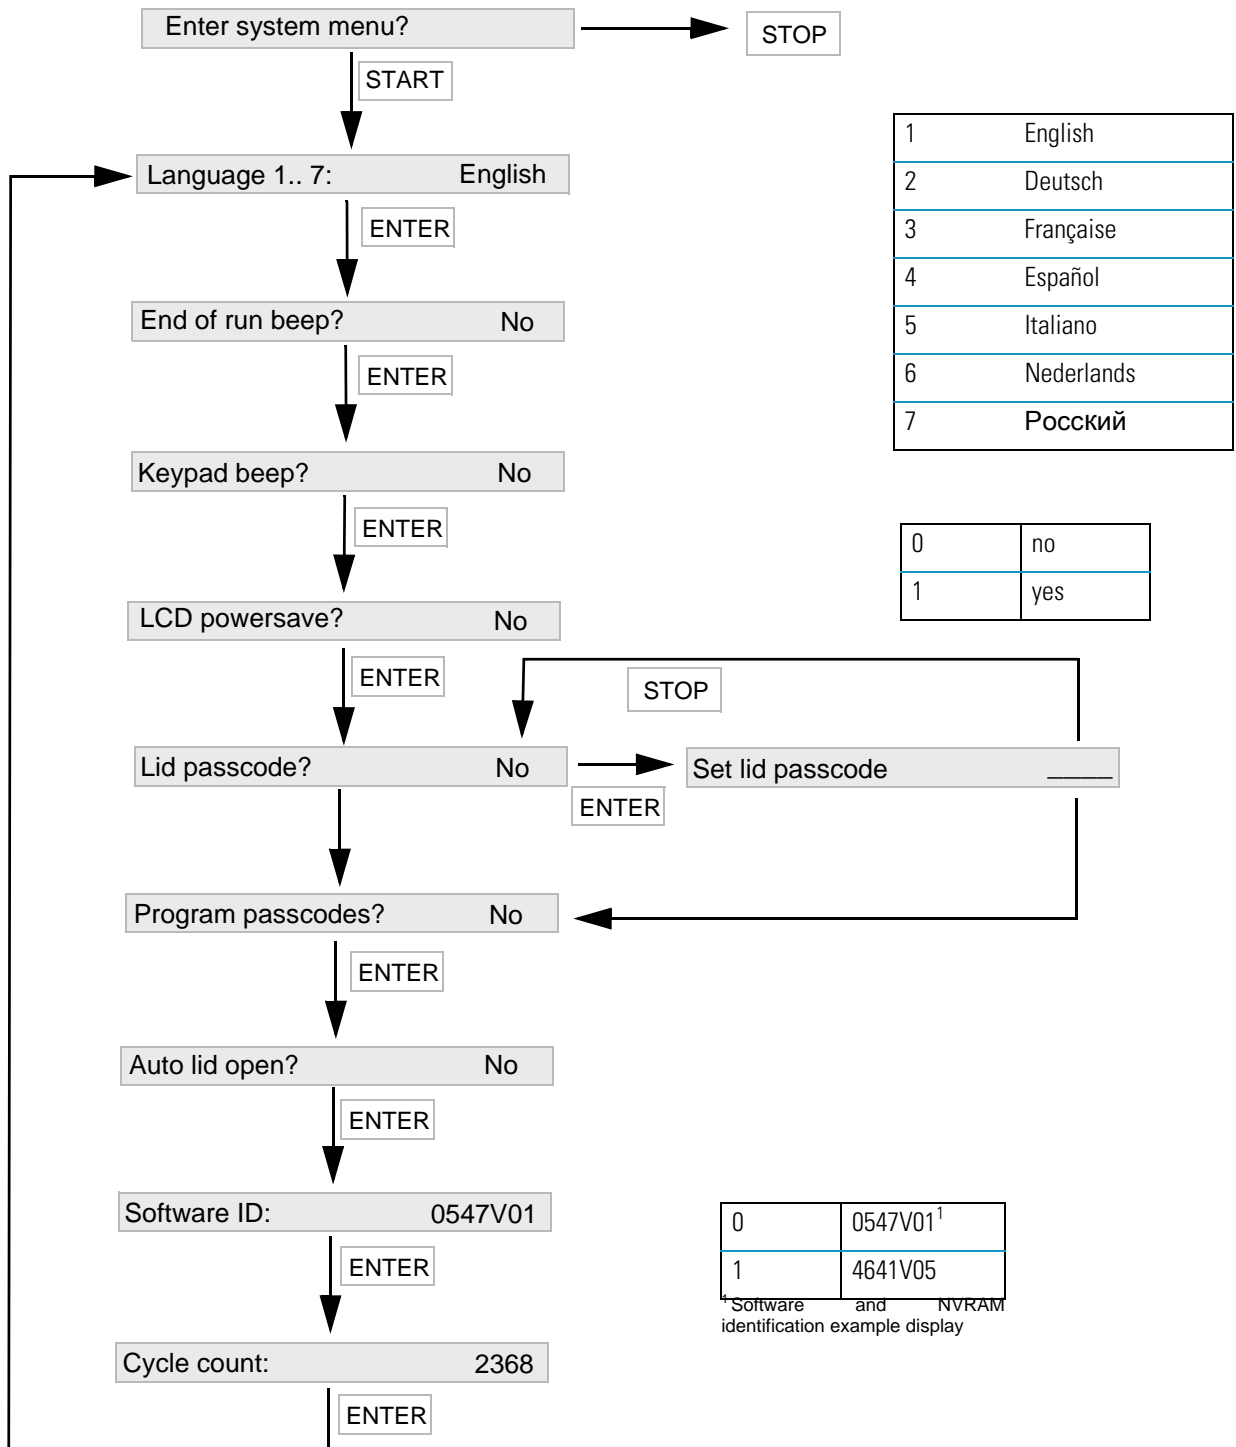 Enter system menu?
STOP
START
Language 1.. 7: English
ENTER
End of run beep? No
ENTER
Keypad beep? No
ENTER
LCD powersave? No
ENTER
STOP
Lid passcode? No
ENTER
Set lid passcode ____
Program passcodes? No
ENTER
Auto lid open? No
ENTER
Software ID: 0547V01
ENTER
Cycle count: 2368
ENTER
1 English
2 Deutsch
3 Française
4 Español
5 Italiano
6 Nederlands
7 Росский
0 no
1 yes
0 0547V01¹
1 4641V05
¹Software and NVRAM
identification example display